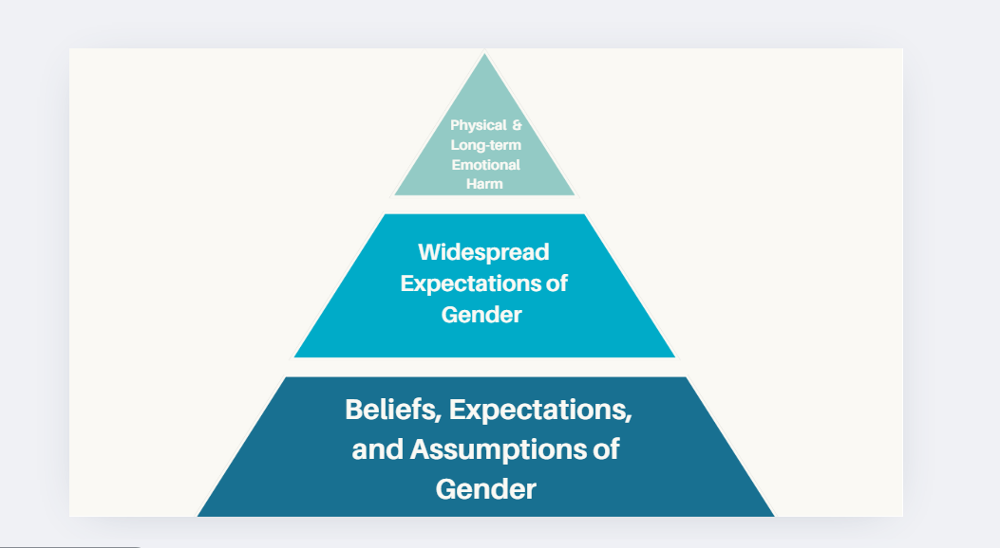 Physical &
Long-term
Emotional
Harm
Widespread
Expectations of
Gender
Beliefs, Expectations,
and Assumptions of
Gender